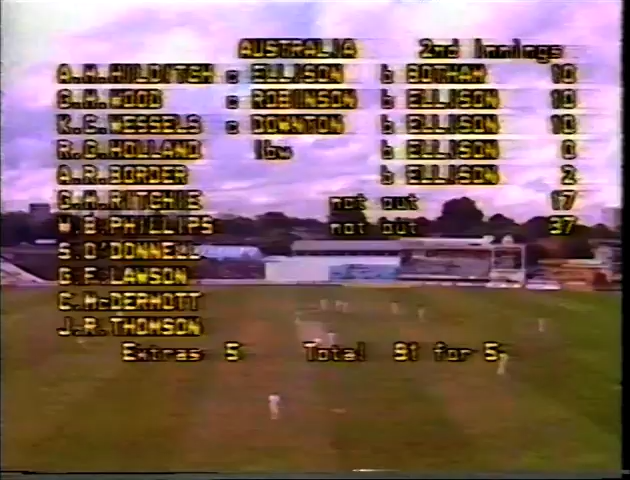 AUSTRALIA 2nd Innings
A.M.HILDITCH c ELLISON b BOTHAM 10
G.M.WOOD c ROBINSON b ELLISON 10
K.C.WESSELS c DOWNTON b ELLISON 10
R.G.HOLLAND lbw b ELLISON 0
A.R.BORDER b ELLISON 2
G.M.RITCHIE not out 17
W.B.PHILLIPS not out 37
S.O'DONNELL
G.F.LAWSON
C.McDERMOTT
J.R.THOMSON
Extras 5 Total 91 for 5